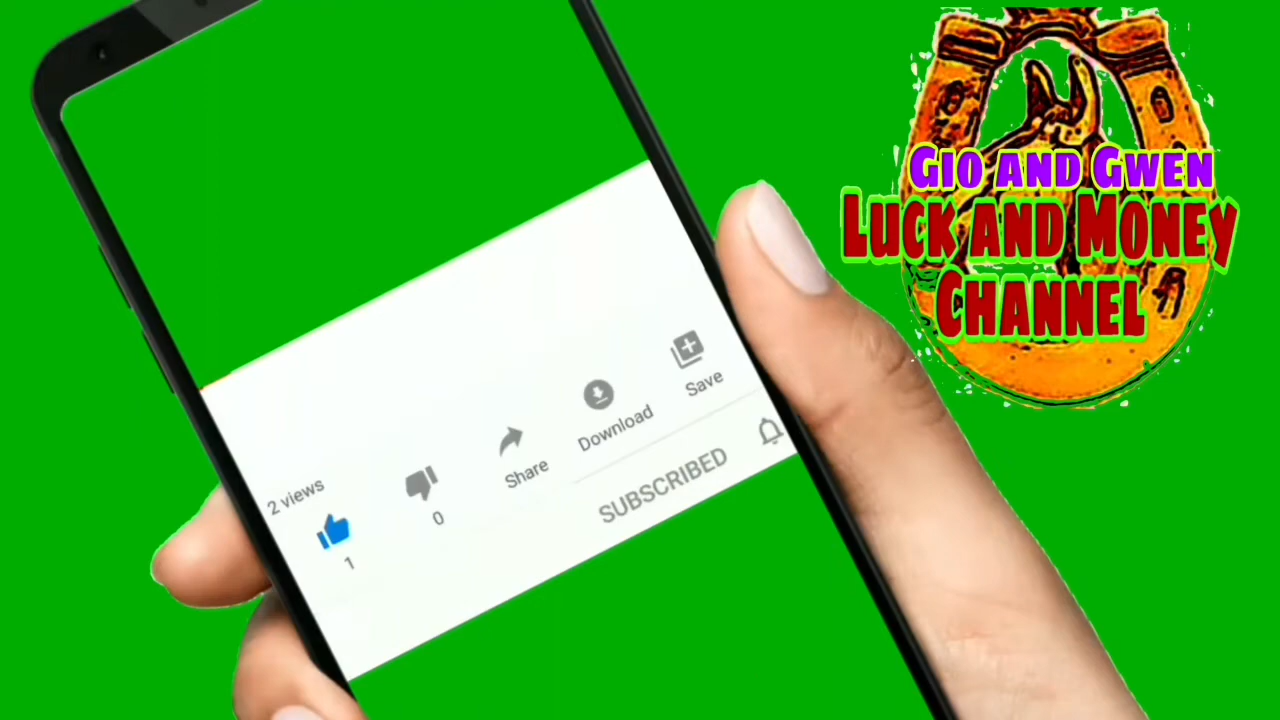 Gio and Gwen
Luck and Money
Channel
Save
Download
Share
2 views
0
1
SUBSCRIBED